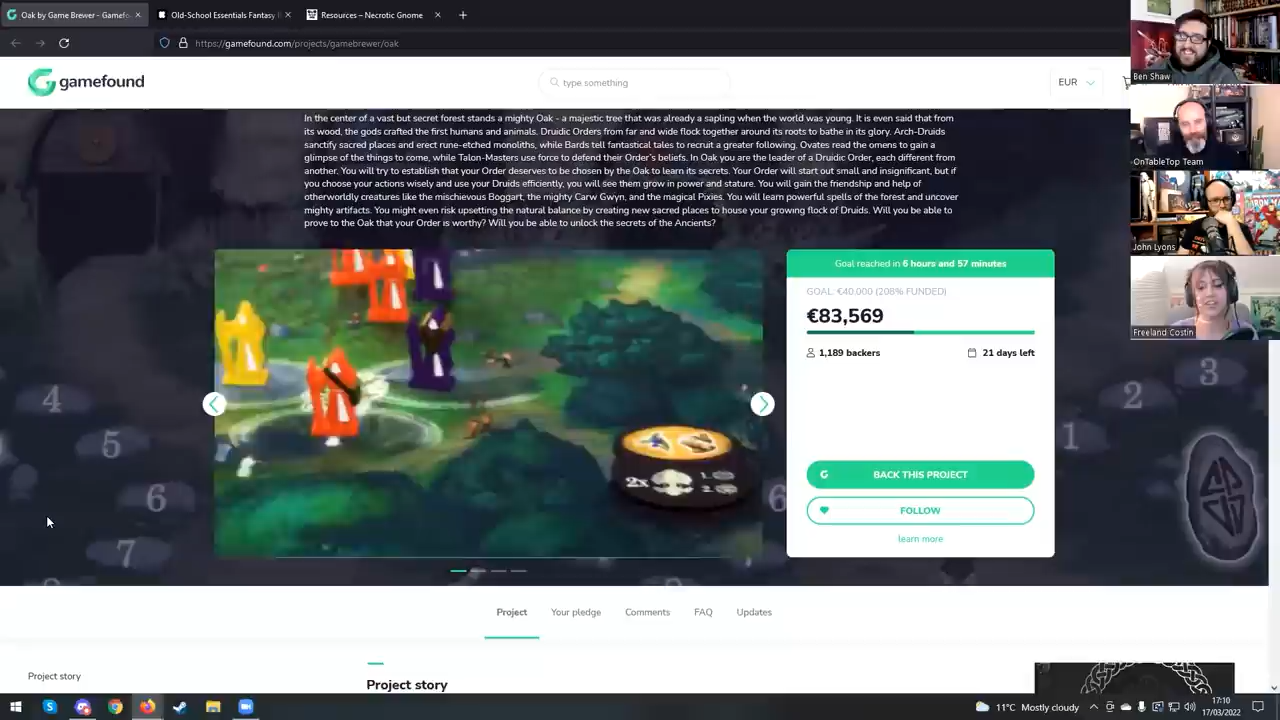 Oak by Game Brewer - Gamefo
Old-School Essentials Fantasy
Resources – Necrotic Gnome
https://gamefound.com/projects/gamebrewer/oak
gamefound
type something
EUR
In the center of a vast but secret forest stands a mighty Oak - a majestic tree that was already a sapling when the world was young. It is even said that from
its wood, the gods crafted the first humans and animals. Druidic Orders from far and wide flock together around its roots to bathe in its glory. Arch-Druids
sanctify sacred places and erect rune-etched monoliths, while Bards tell fantastical tales to recruit a greater following. Ovates read the omens to gain a
glimpse of the things to come, while Talon-Masters use force to defend their Order's beliefs. In Oak you are the leader of a Druidic Order, each different from
another. You will try to establish that your Order deserves to be chosen by the Oak to learn its secrets. Your Order will start out small and insignificant, but if
you choose your actions wisely and use your Druids efficiently, you will see them grow in power and stature. You will gain the friendship and help of
otherworldly creatures like the mischievous Boggart, the mighty Carw Gwyn, and the magical Pixies. You will learn powerful spells of the forest and uncover
mighty artifacts. You might even risk upsetting the natural balance by creating new sacred places to house your growing flock of Druids. Will you be able to
prove to the Oak that your Order is worthy? Will you be able to unlock the secrets of the Ancients?
Goal reached in 6 hours and 57 minutes
GOAL: €40,000 (208% FUNDED)
€83,569
1,189 backers
21 days left
BACK THIS PROJECT
FOLLOW
learn more
2X
4
5
6
7
6
1
2
3
Project
Your pledge
Comments
FAQ
Updates
Project story
Project story
Ben Shaw
OnTableTop Team
John Lyons
Freeland Costin
11°C Mostly cloudy
17:10
17/03/2022